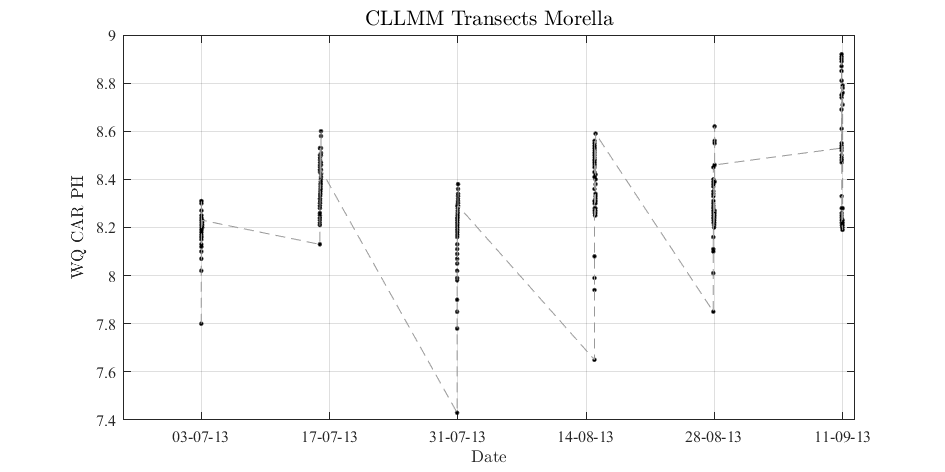 CLLMM Transects Morella
9
8.8
8.6
8.4
8.2
8
7.8
7.6
7.4
WQ CAR PH
03-07-13 17-07-13 31-07-13 14-08-13 28-08-13 11-09-13
Date